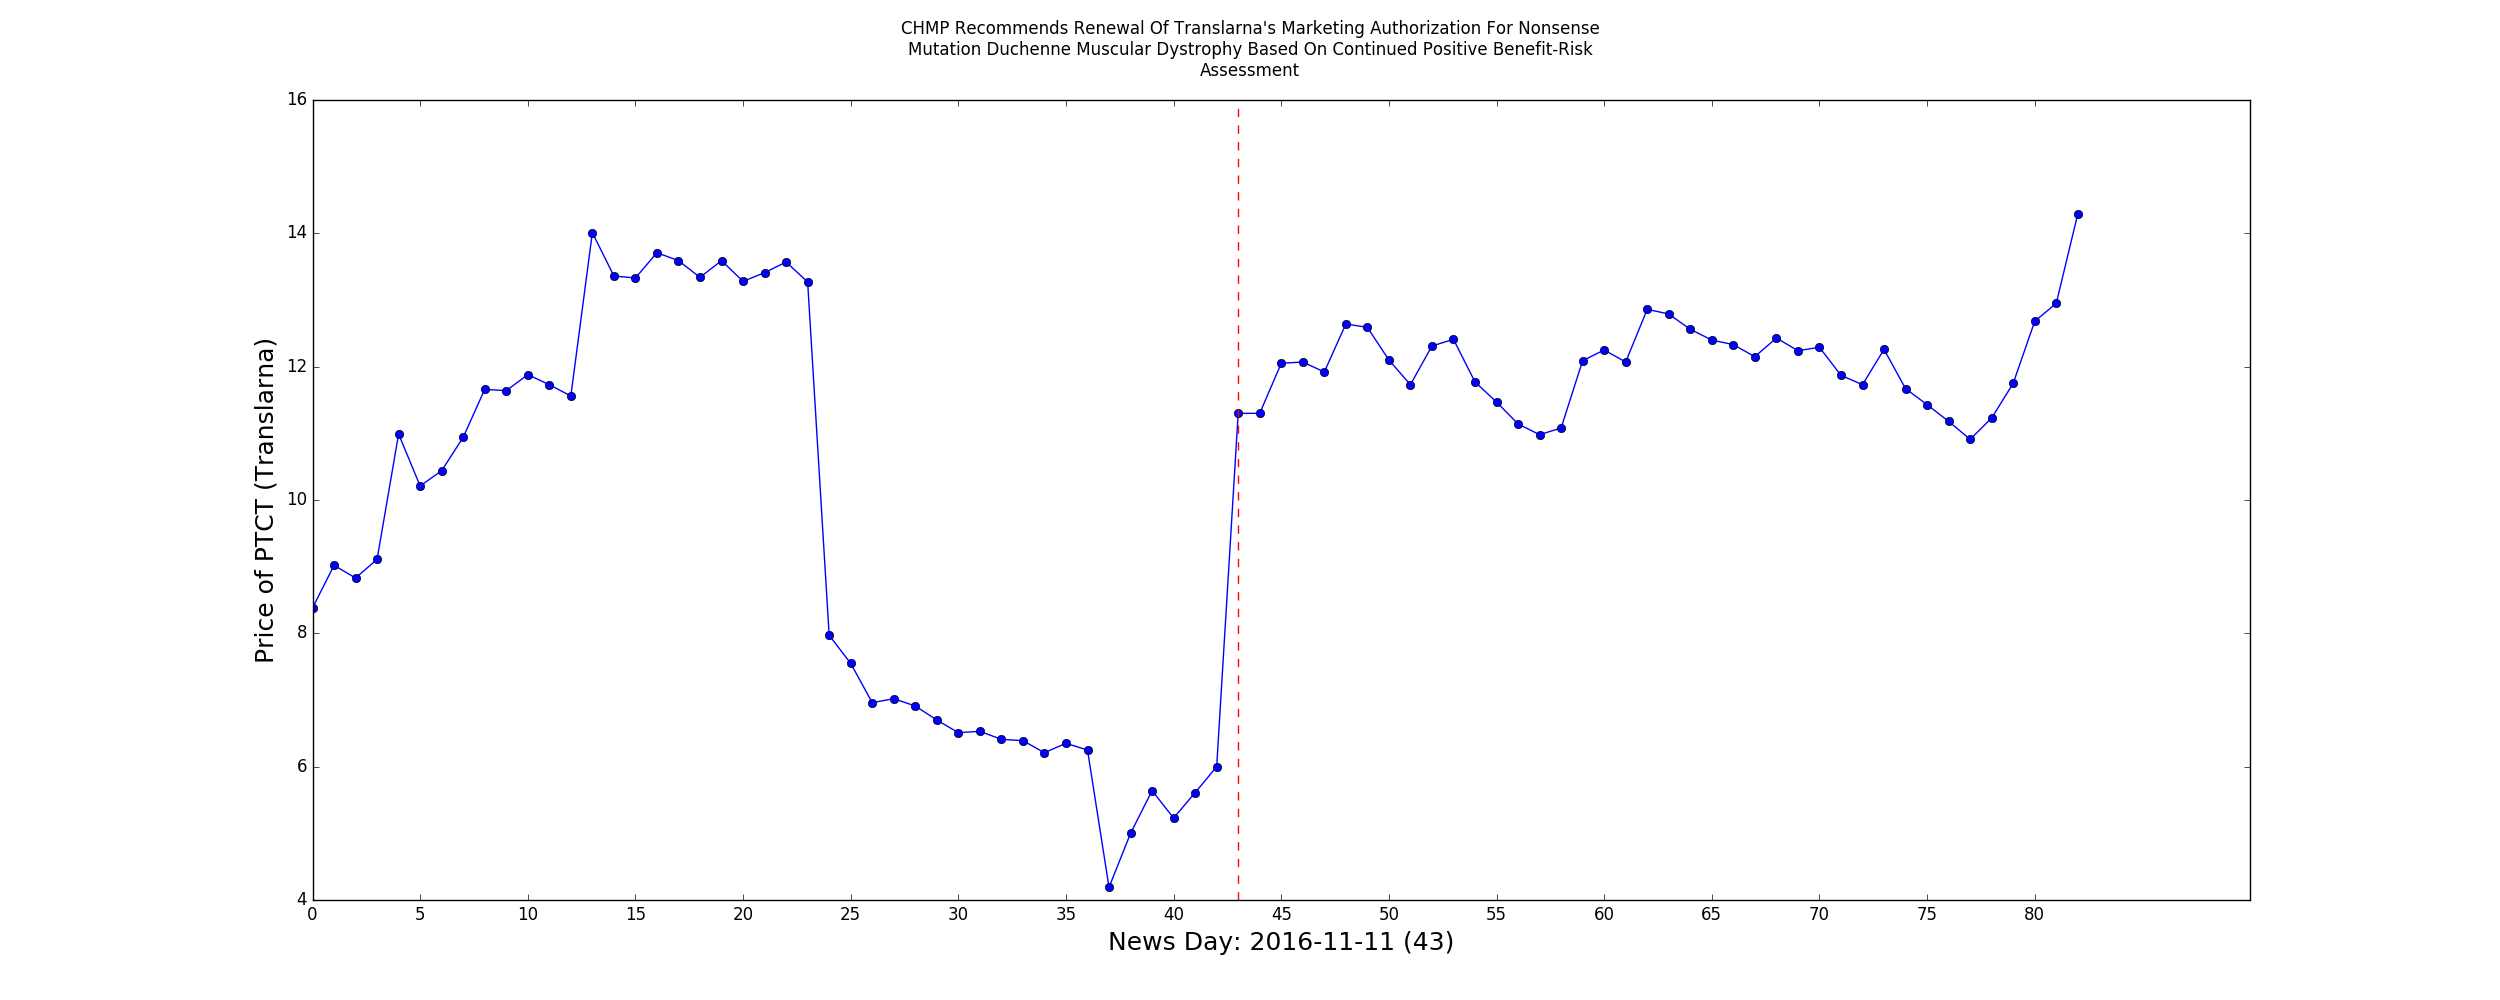 CHMP Recommends Renewal Of Translarna's Marketing Authorization For Nonsense
Mutation Duchenne Muscular Dystrophy Based On Continued Positive Benefit-Risk
Assessment
16
14
12
10
8
6
4
Price of PTCT (Translarna)
0 5 10 15 20 25 30 35 40 45 50 55 60 65 70 75 80
News Day: 2016-11-11 (43)